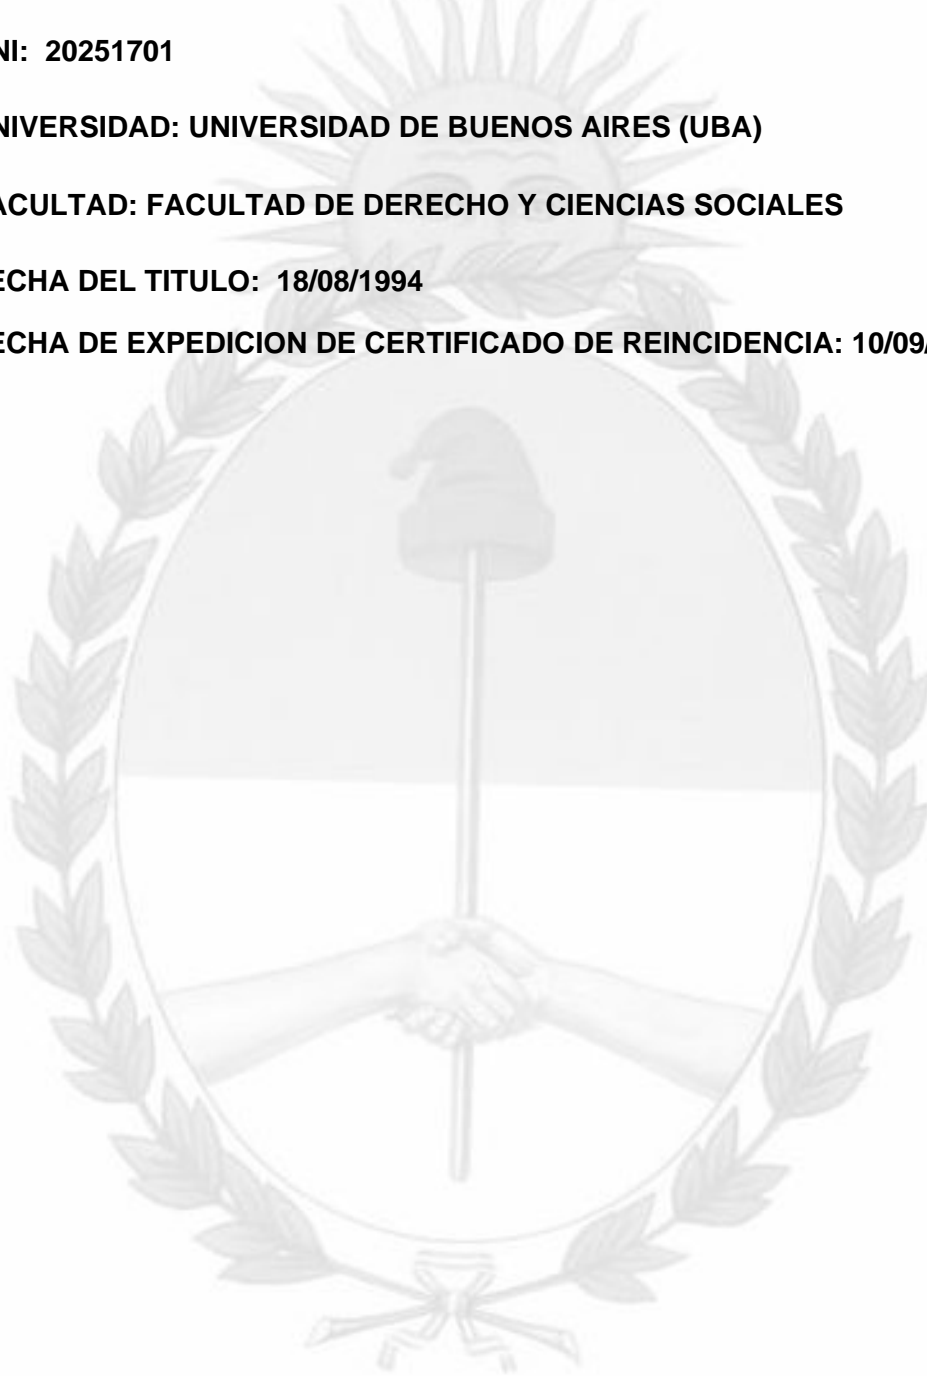 NI: 20251701
NIVERSIDAD: UNIVERSIDAD DE BUENOS AIRES (UBA)
ACULTAD: FACULTAD DE DERECHO Y CIENCIAS SOCIALES
ECHA DEL TITULO: 18/08/1994
ECHA DE EXPEDICION DE CERTIFICADO DE REINCIDENCIA: 10/09/